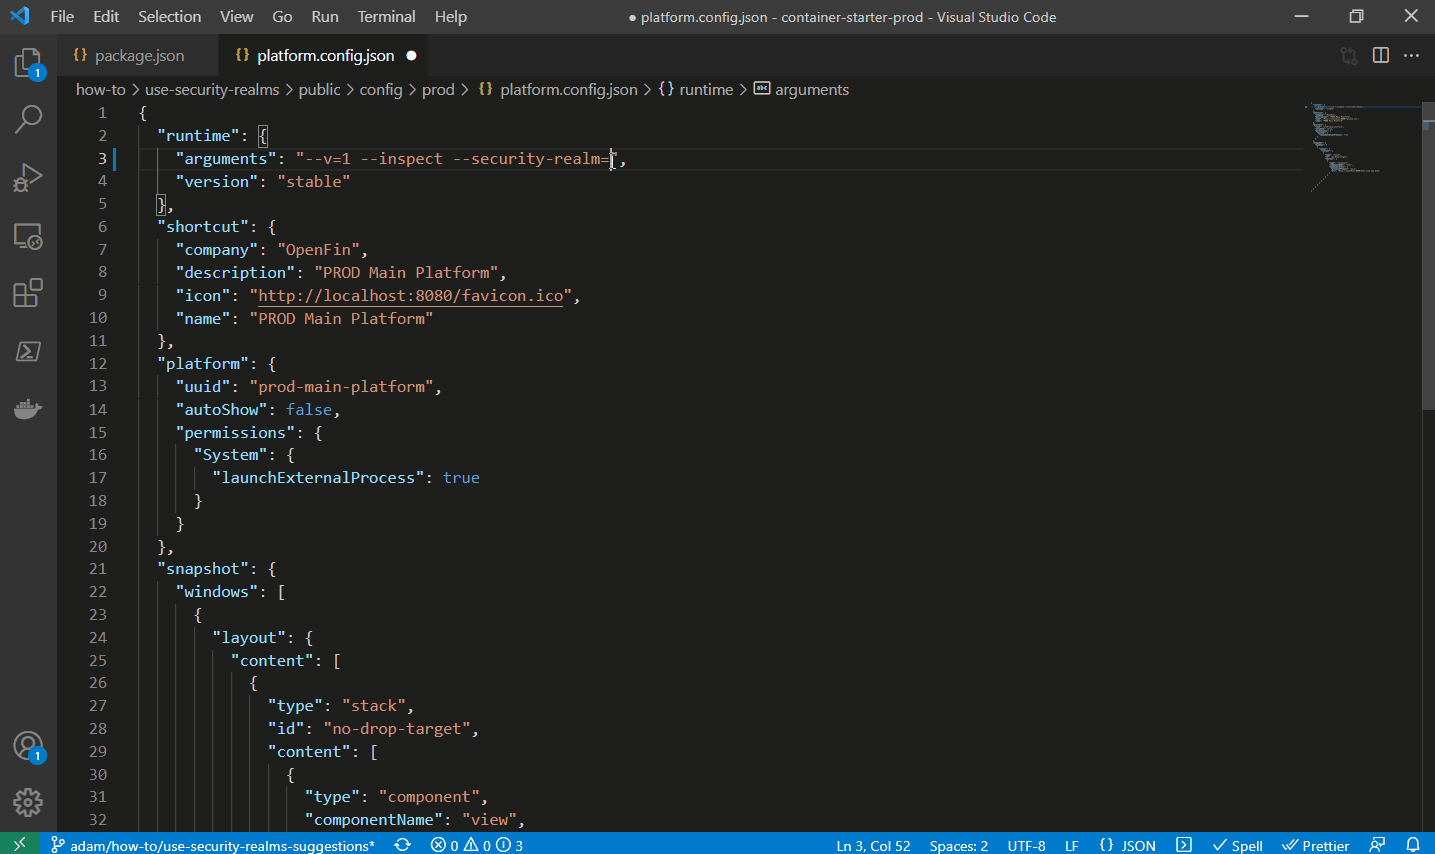 File Edit Selection View Go Run Terminal Help
● platform.config.json - container-starter-prod - Visual Studio Code
package.json
platform.config.json
how-to > use-security-realms > public > config > prod > {} platform.config.json > {} runtime > abc arguments
1 {
2 "runtime": {
3 "arguments": "--v=1 --inspect --security-realm=",
4 "version": "stable"
5 },
6 "shortcut": {
7 "company": "OpenFin",
8 "description": "PROD Main Platform",
9 "icon": "http://localhost:8080/favicon.ico",
10 "name": "PROD Main Platform"
11 },
12 "platform": {
13 "uuid": "prod-main-platform",
14 "autoShow": false,
15 "permissions": {
16 "System": {
17 "launchExternalProcess": true
18 }
19 }
20 },
21 "snapshot": {
22 "windows": [
23 {
24 "layout": {
25 "content": [
26 {
27 "type": "stack",
28 "id": "no-drop-target",
29 "content": [
30 {
31 "type": "component",
32 "componentName": "view",
1
1
adam/how-to/use-security-realms-suggestions* 0 0 3 Ln 3, Col 52 Spaces: 2 UTF-8 LF {} JSON Spell Prettier